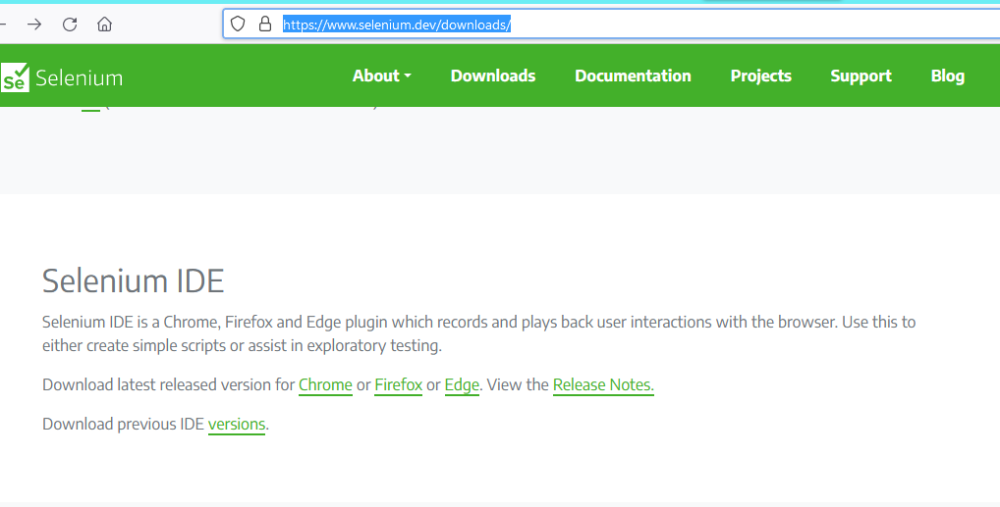 https://www.selenium.dev/downloads/
Se Selenium About Downloads Documentation Projects Support Blog
Selenium IDE
Selenium IDE is a Chrome, Firefox and Edge plugin which records and plays back user interactions with the browser. Use this to
either create simple scripts or assist in exploratory testing.
Download latest released version for Chrome or Firefox or Edge. View the Release Notes.
Download previous IDE versions.